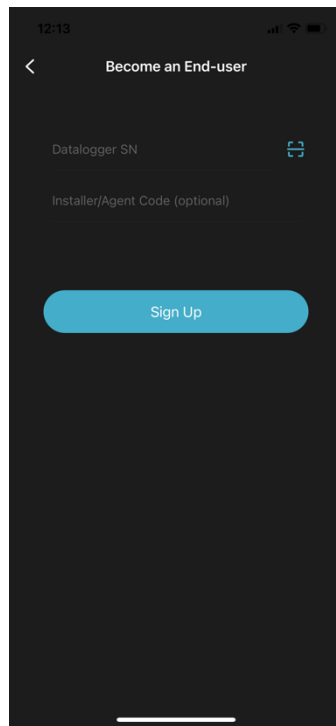 12:13
Become an End-user
Datalogger SN
Installer/Agent Code (optional)
Sign Up